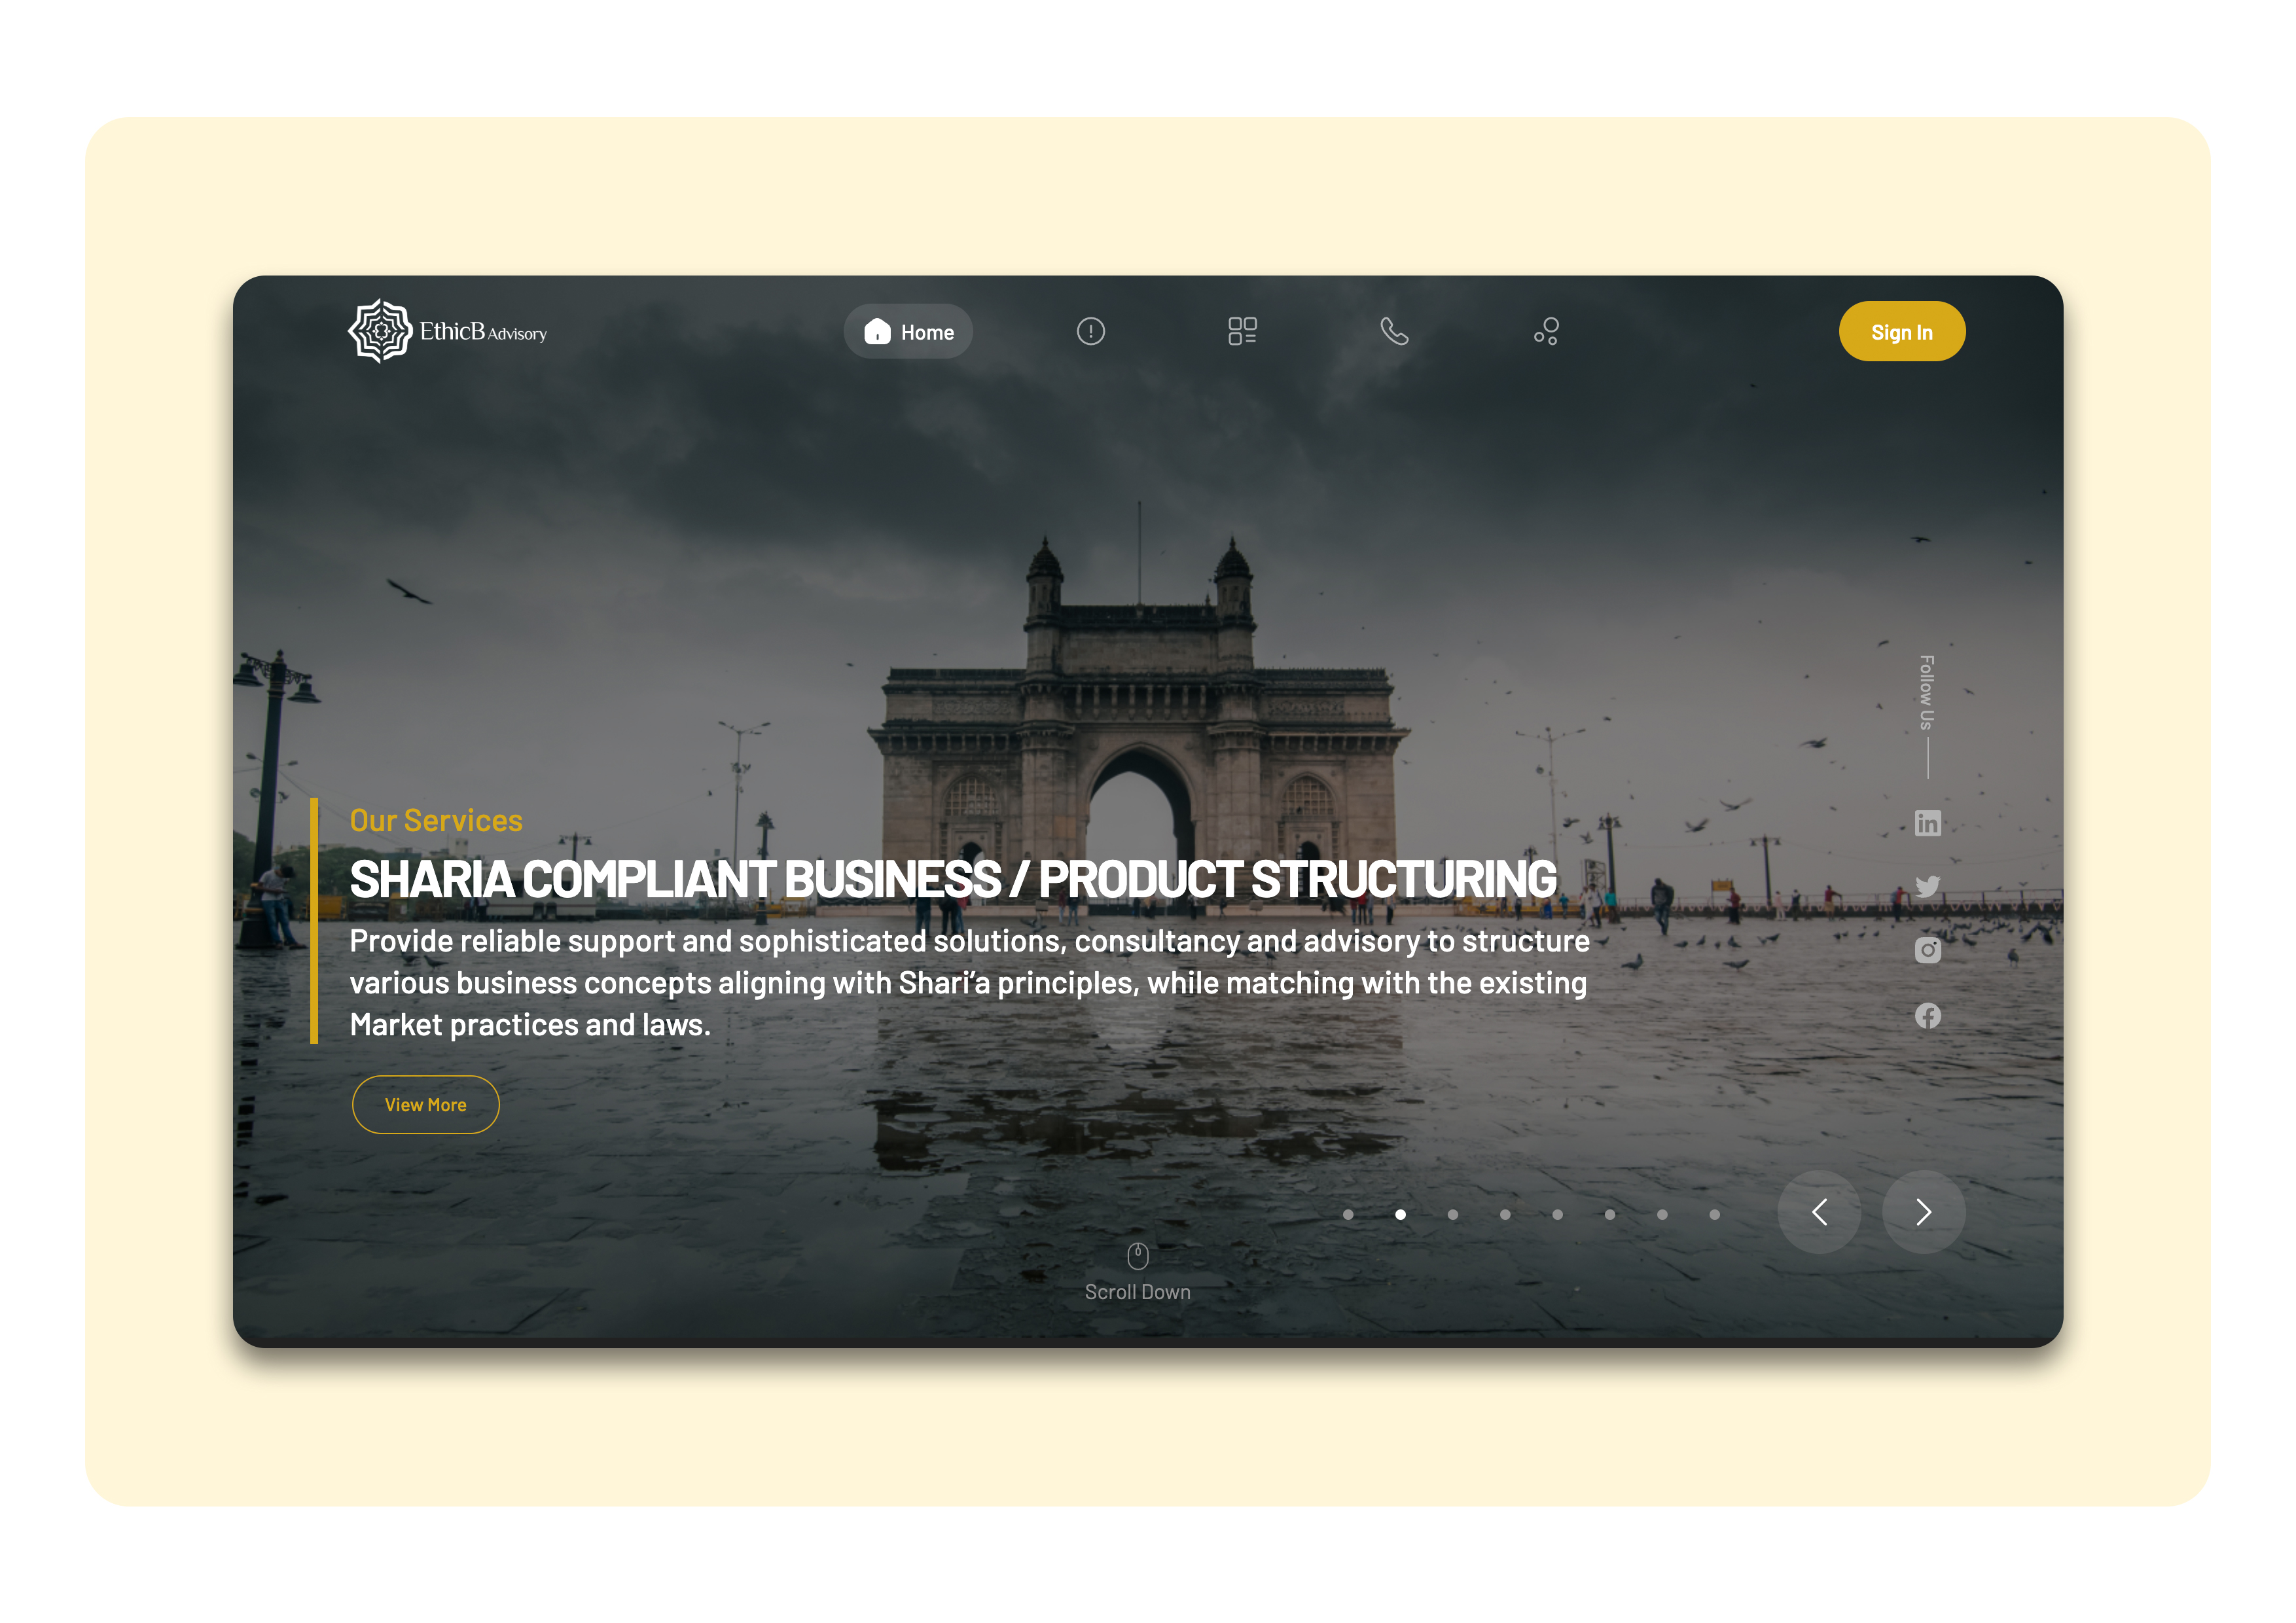 EthicB Advisory
Home
Sign In
Follow Us
Our Services
SHARIA COMPLIANT BUSINESS / PRODUCT STRUCTURING
Provide reliable support and sophisticated solutions, consultancy and advisory to structure
various business concepts aligning with Shari’a principles, while matching with the existing
Market practices and laws.
View More
Scroll Down